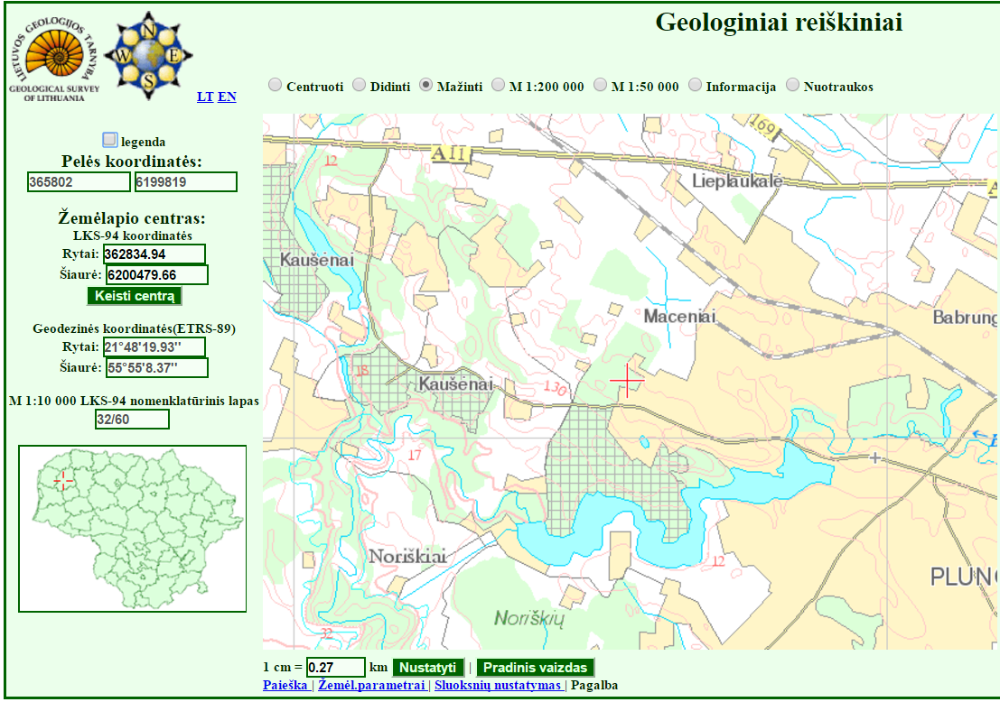 Geologiniai reiškiniai
LIETUVOS GEOLOGIJOS TARNYBA
GEOLOGICAL SURVEY
OF LITHUANIA
N
W E
S
LT EN
Centruoti Didinti Mažinti M 1:200 000 M 1:50 000 Informacija Nuotraukos
legenda
Pelės koordinatės:
365802 6199819
Žemėlapio centras:
LKS-94 koordinatės
Rytai: 362834.94
Šiaurė: 6200479.66
Keisti centrą
Geodezinės koordinatės(ETRS-89)
Rytai: 21°48'19.93''
Šiaurė: 55°55'8.37''
M 1:10 000 LKS-94 nomenklatūrinis lapas
32/60
169
A11
12
Lieplaukalė
A
Kaušėnai
Maceniai
Babrung
18
Kaušėnai
130
17
Noriškiai
12
PLUNG
Noriškių
32
1 cm = 0.27 km Nustatyti | Pradinis vaizdas
Paieška | Žemėl.parametrai | Sluoksnių nustatymas | Pagalba